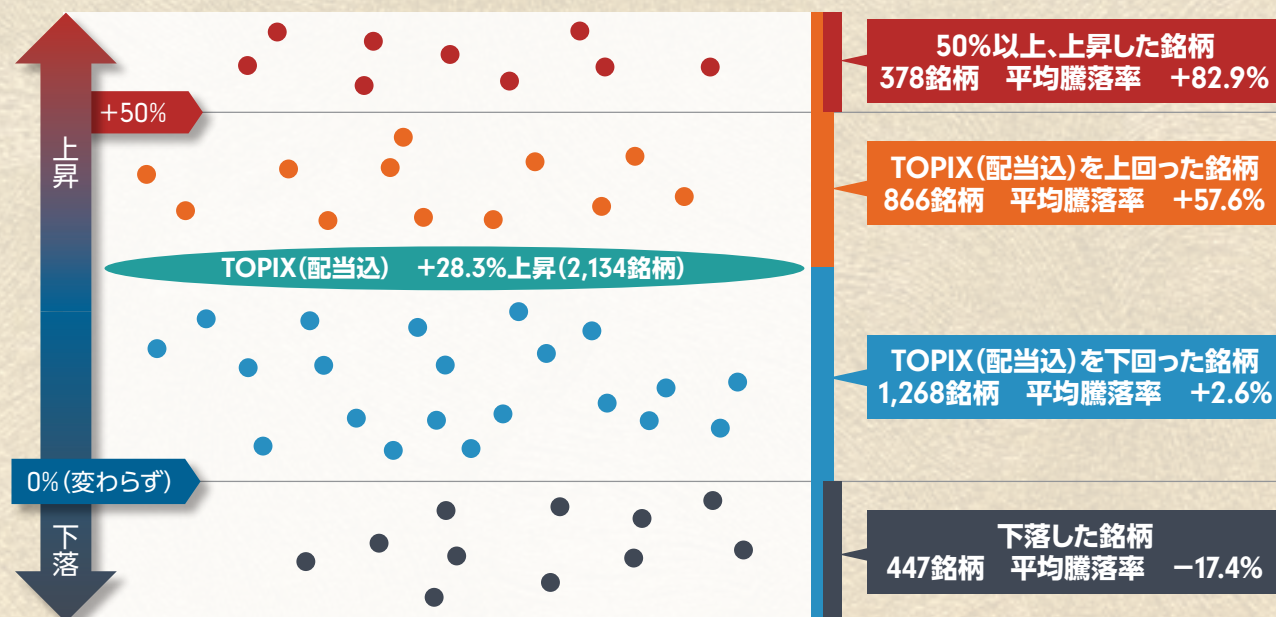 50%以上、上昇した銘柄
378銘柄 平均騰落率 +82.9%
+50%
上昇
TOPIX(配当込)を上回った銘柄
866銘柄 平均騰落率 +57.6%
TOPIX(配当込) +28.3%上昇(2,134銘柄)
TOPIX(配当込)を下回った銘柄
1,268銘柄 平均騰落率 +2.6%
0%(変わらず)
下落
下落した銘柄
447銘柄 平均騰落率 -17.4%